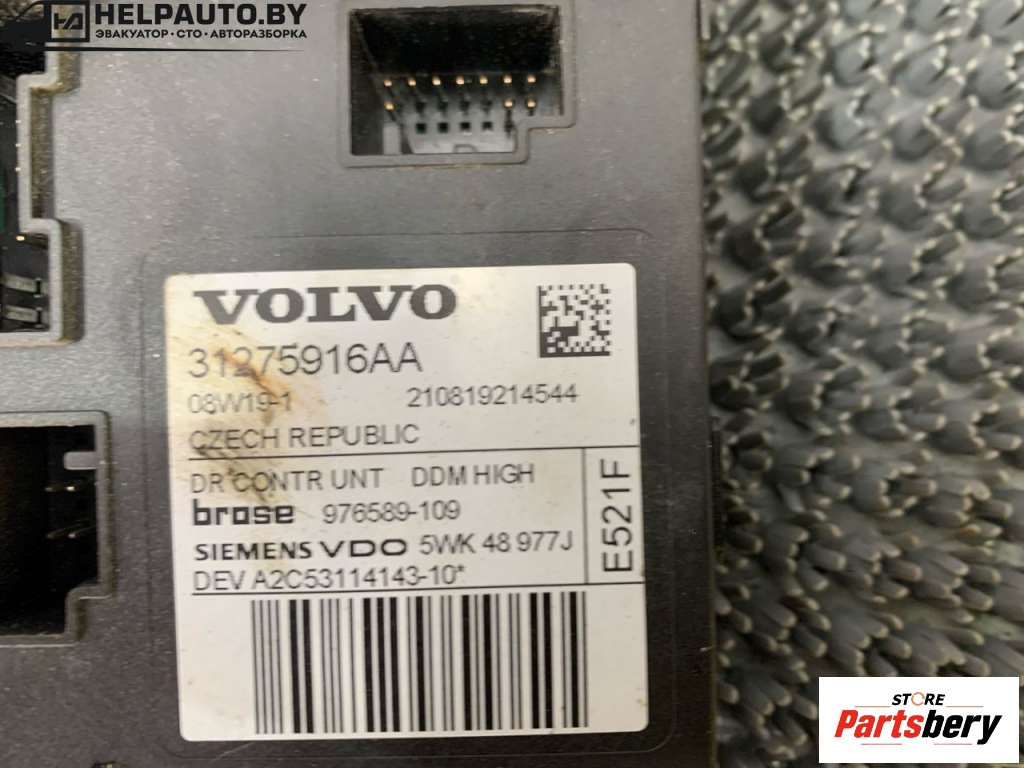 HELPAUTO.BY
ЭВАКУАТОР • СТО • АВТОРАЗБОРКА
VOLVO
31275916AA
08W19-1 210819214544
CZECH REPUBLIC
DR CONTR UNT DDM HIGH
brose 976589-109
SIEMENS VDO 5WK 48 977J
DEV A2C53114143-10*
E521F
STORE
Partsbery